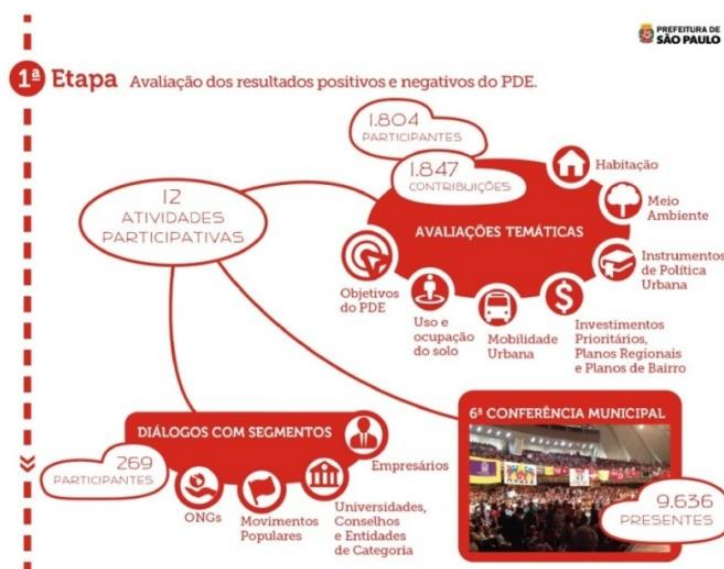 PREFEITURA DE
SÃO PAULO
1ª Etapa Avaliação dos resultados positivos e negativos do PDE.
1.804
PARTICIPANTES
1.847
CONTRIBUIÇÕES
12
ATIVIDADES
PARTICIPATIVAS
AVALIAÇÕES TEMÁTICAS
Habitação
Meio
Ambiente
Instrumentos
de Política
Urbana
Investimentos
Prioritários,
Planos Regionais
e Planos de Bairro
Mobilidade
Urbana
Uso e
ocupação
do solo
Objetivos
do PDE
DIÁLOGOS COM SEGMENTOS
269
PARTICIPANTES
ONGs
Movimentos
Populares
Universidades,
Conselhos
e Entidades
de Categoria
Empresários
6ª CONFERÊNCIA MUNICIPAL
9.636
PRESENTES